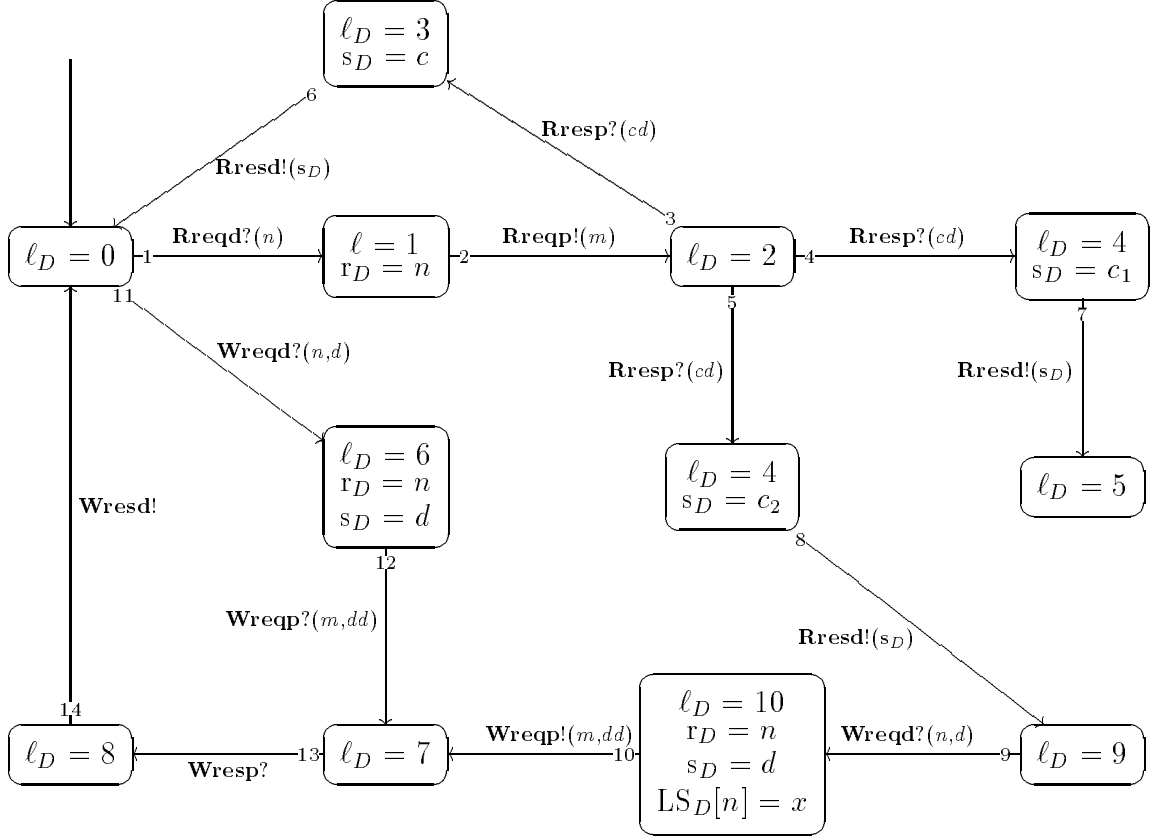 ℓ_D = 3
s_D = c
6
Rresp?(cd)
Rresd!(s_D)
3
ℓ_D = 0
1
Rreqd?(n)
ℓ = 1
r_D = n
2
Rreqp!(m)
ℓ_D = 2
4
Rresp?(cd)
ℓ_D = 4
s_D = c_1
11
5
7
Wreqd?(n,d)
Rresp?(cd)
Rresd!(s_D)
ℓ_D = 6
r_D = n
s_D = d
ℓ_D = 4
s_D = c_2
ℓ_D = 5
Wresd!
12
8
Wreqp?(m,dd)
Rresd!(s_D)
14
ℓ_D = 8
Wresp?
13
ℓ_D = 7
Wreqp!(m,dd)
10
ℓ_D = 10
r_D = n
s_D = d
LS_D[n] = x
Wreqd?(n,d)
9
ℓ_D = 9